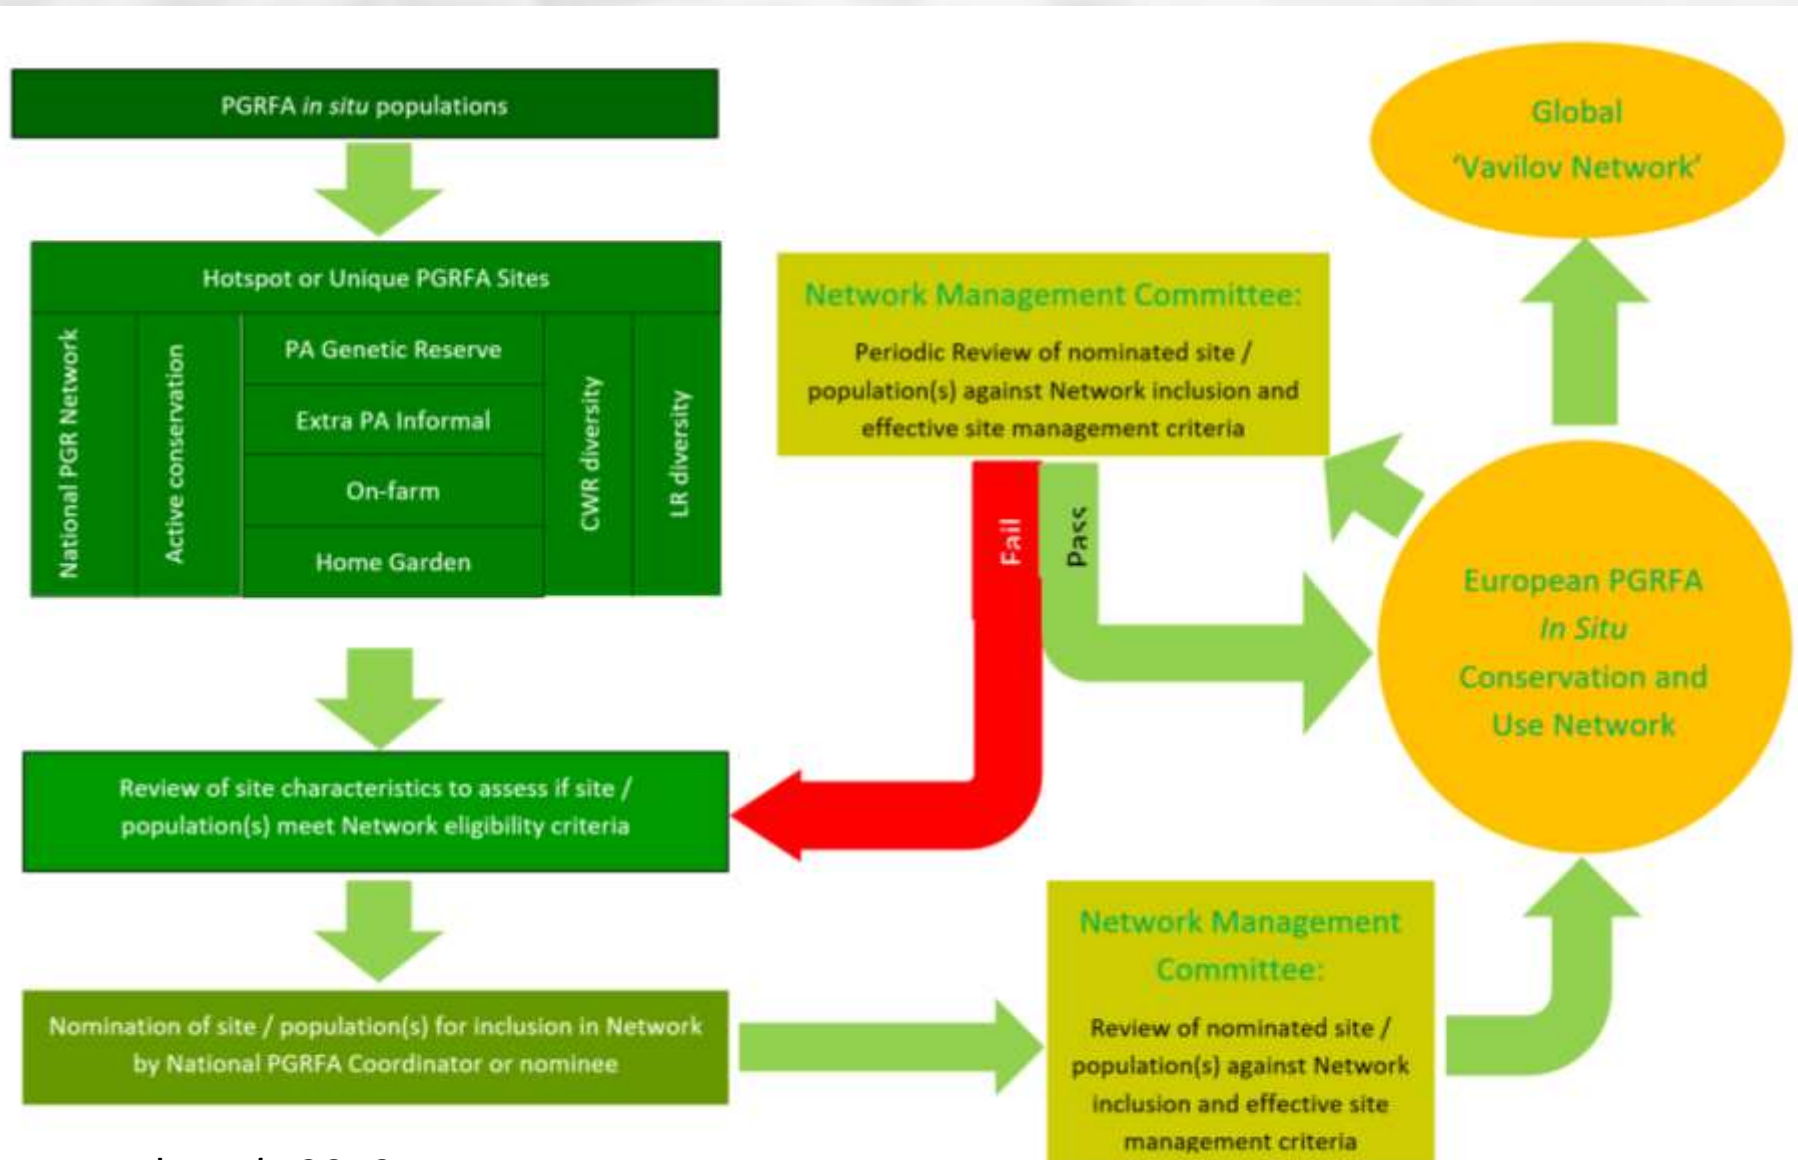 PGRFA in situ populations
Hotspot or Unique PGRFA Sites
National PGR Network
Active conservation
PA Genetic Reserve
Extra PA Informal
On-farm
Home Garden
CWR diversity
LR diversity
Review of site characteristics to assess if site /
population(s) meet Network eligibility criteria
Nomination of site / population(s) for inclusion in Network
by National PGRFA Coordinator or nominee
Network Management
Committee:
Review of nominated site /
population(s) against Network
inclusion and effective site
management criteria
European PGRFA
In Situ
Conservation and
Use Network
Network Management Committee:
Periodic Review of nominated site /
population(s) against Network inclusion and
effective site management criteria
Fail
Pass
Global
‘Vavilov Network’